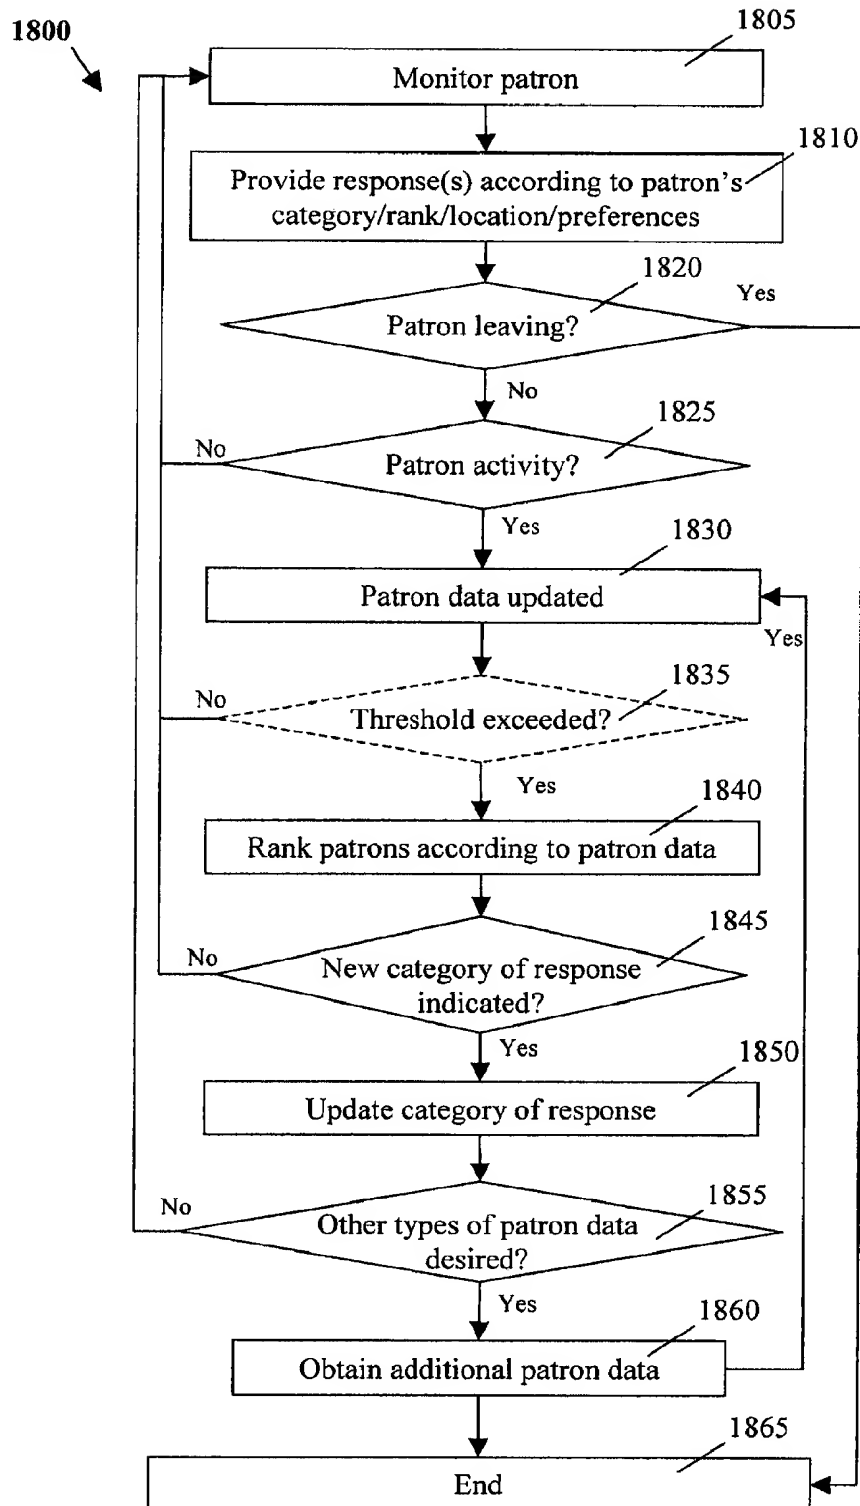 1800
1805
Monitor patron
1810
Provide response(s) according to patron's
category/rank/location/preferences
1820
Yes
Patron leaving?
No
1825
No
Patron activity?
Yes
1830
Patron data updated
Yes
1835
No
Threshold exceeded?
Yes
1840
Rank patrons according to patron data
1845
No
New category of response
indicated?
Yes
1850
Update category of response
No
1855
Other types of patron data
desired?
Yes
1860
Obtain additional patron data
1865
End